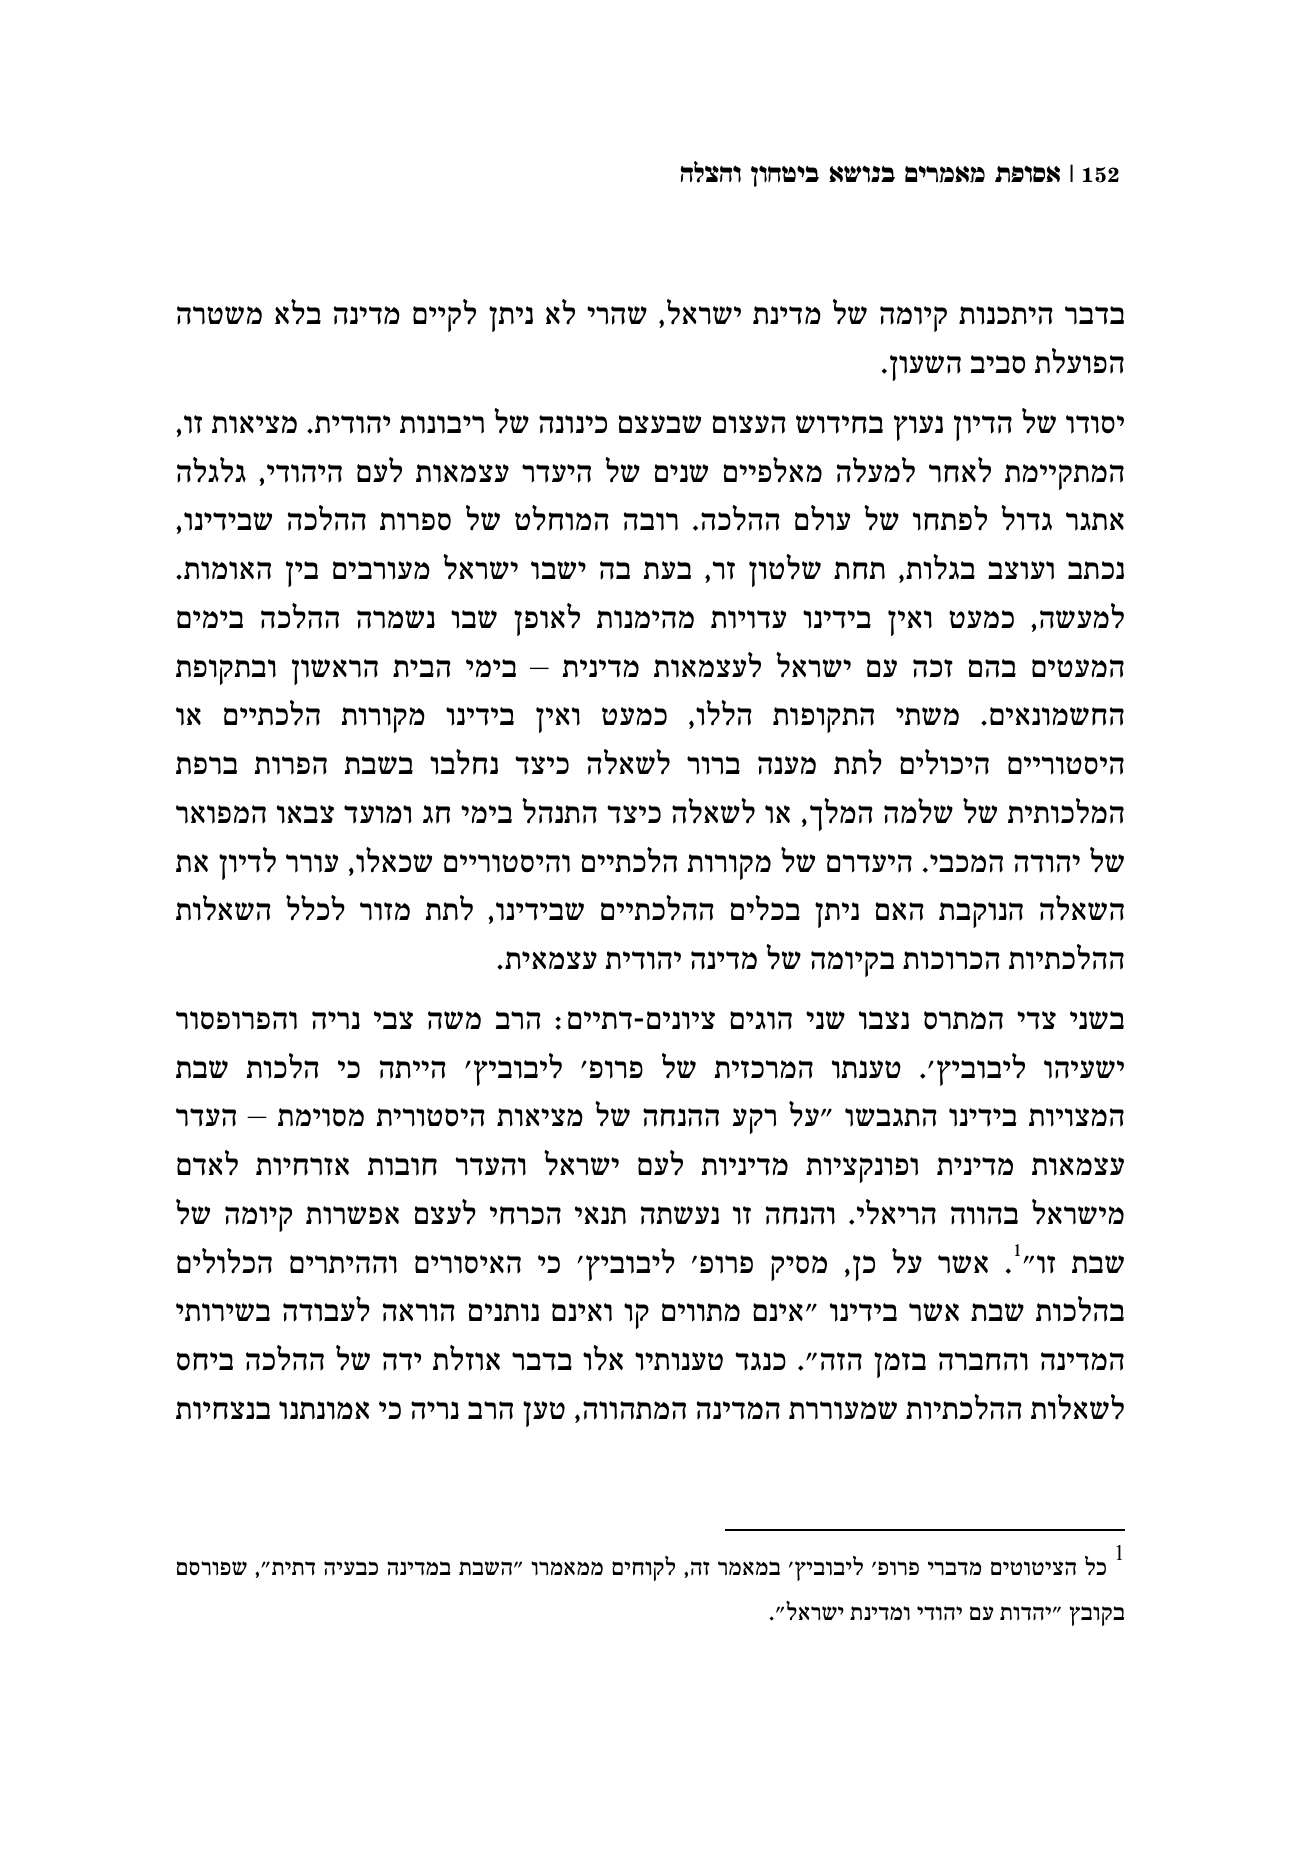 152 | אסופת מאמרים בנושא ביטחון והצלה
בדבר היתכנות קיומה של מדינת ישראל, שהרי לא ניתן לקיים מדינה בלא משטרה
הפועלת סביב השעון.
יסודו של הדיון נעוץ בחידוש העצום שבעצם כינונה של ריבונות יהודית. מציאות זו,
המתקיימת לאחר למעלה מאלפיים שנים של היעדר עצמאות לעם היהודי, גלגלה
אתגר גדול לפתחו של עולם ההלכה. רובה המוחלט של ספרות ההלכה שבידינו,
נכתב ועוצב בגלות, תחת שלטון זר, בעת בה ישבו ישראל מעורבים בין האומות.
למעשה, כמעט ואין בידינו עדויות מהימנות לאופן שבו נשמרה ההלכה בימים
המעטים בהם זכה עם ישראל לעצמאות מדינית – בימי הבית הראשון ובתקופת
החשמונאים. משתי התקופות הללו, כמעט ואין בידינו מקורות הלכתיים או
היסטוריים היכולים לתת מענה ברור לשאלה כיצד נחלבו בשבת הפרות ברפת
המלכותית של שלמה המלך, או לשאלה כיצד התנהל בימי חג ומועד צבאו המפואר
של יהודה המכבי. היעדרם של מקורות הלכתיים והיסטוריים שכאלו, עורר לדיון את
השאלה הנוקבת האם ניתן בכלים ההלכתיים שבידינו, לתת מזור לכלל השאלות
ההלכתיות הכרוכות בקיומה של מדינה יהודית עצמאית.
בשני צדי המתרס נצבו שני הוגים ציונים-דתיים: הרב משה צבי נריה והפרופסור
ישעיהו ליבוביץ׳. טענתו המרכזית של פרופ׳ ליבוביץ׳ הייתה כי הלכות שבת
המצויות בידינו התגבשו ״על רקע ההנחה של מציאות היסטורית מסוימת – העדר
עצמאות מדינית ופונקציות מדיניות לעם ישראל והעדר חובות אזרחיות לאדם
מישראל בהווה הריאלי. והנחה זו נעשתה תנאי הכרחי לעצם אפשרות קיומה של
שבת זו״1. אשר על כן, מסיק פרופ׳ ליבוביץ׳ כי האיסורים וההיתרים הכלולים
בהלכות שבת אשר בידינו ״אינם מתווים קו ואינם נותנים הוראה לעבודה בשירותי
המדינה והחברה בזמן הזה״. כנגד טענותיו אלו בדבר אוזלת ידה של ההלכה ביחס
לשאלות ההלכתיות שמעוררת המדינה המתהווה, טען הרב נריה כי אמונתנו בנצחיות
1 כל הציטוטים מדברי פרופ׳ ליבוביץ׳ במאמר זה, לקוחים ממאמרו ״השבת במדינה כבעיה דתית״, שפורסם
בקובץ ״יהדות עם יהודי ומדינת ישראל״.